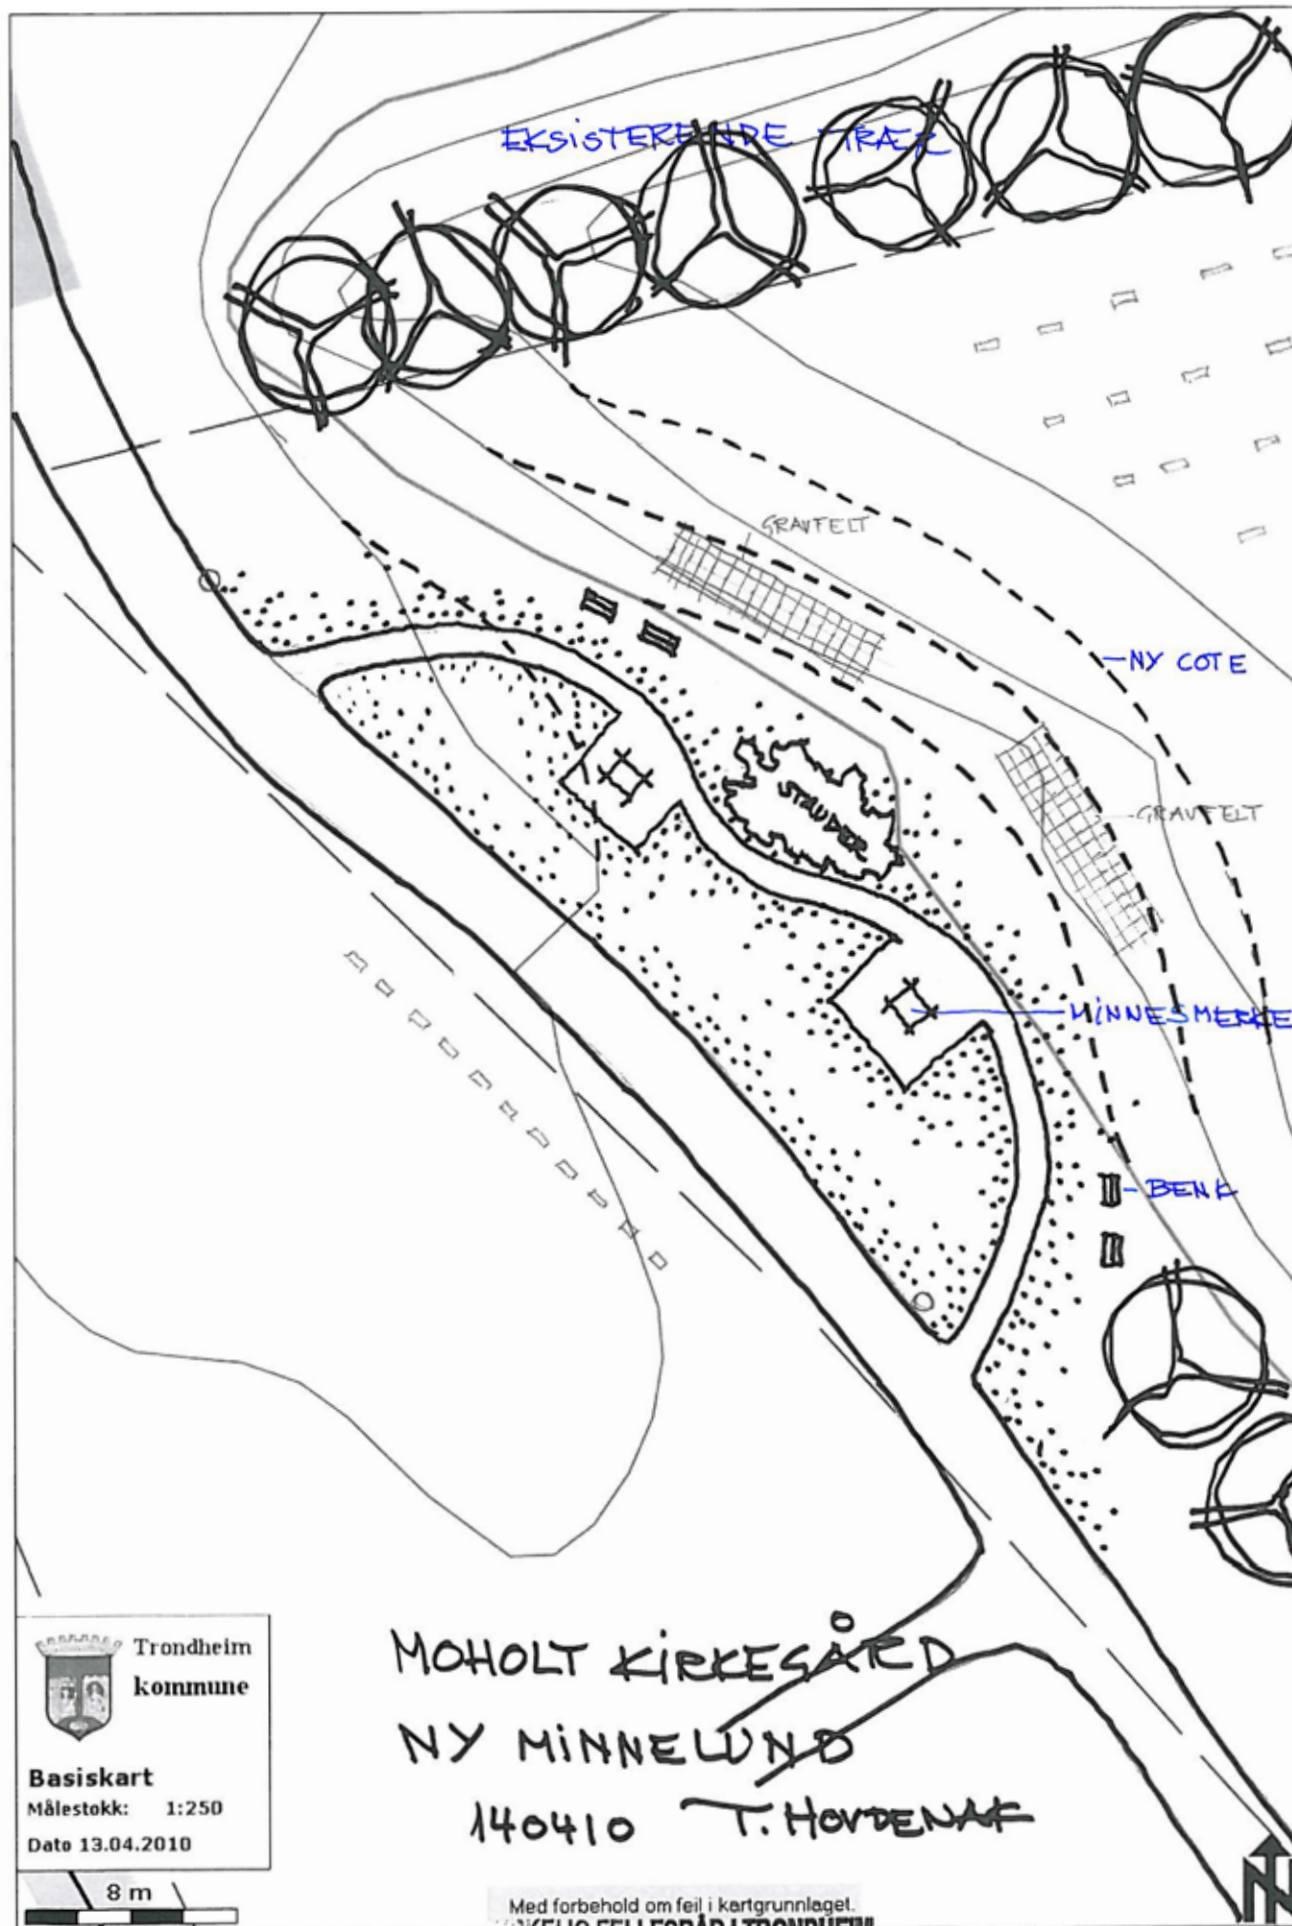 EKSISTERENDE TRÆR
GRAVFELT
NY COTE
GRAVFELT
STAUDER
MINNESMERKE
BENK
MOHOLT KIRKEGÅRD
NY MINNELUND
140410 T. HOVDENAK
Trondheim
kommune
Basiskart
Målestokk: 1:250
Dato 13.04.2010
8 m
Med forbehold om feil i kartgrunnlaget.
N